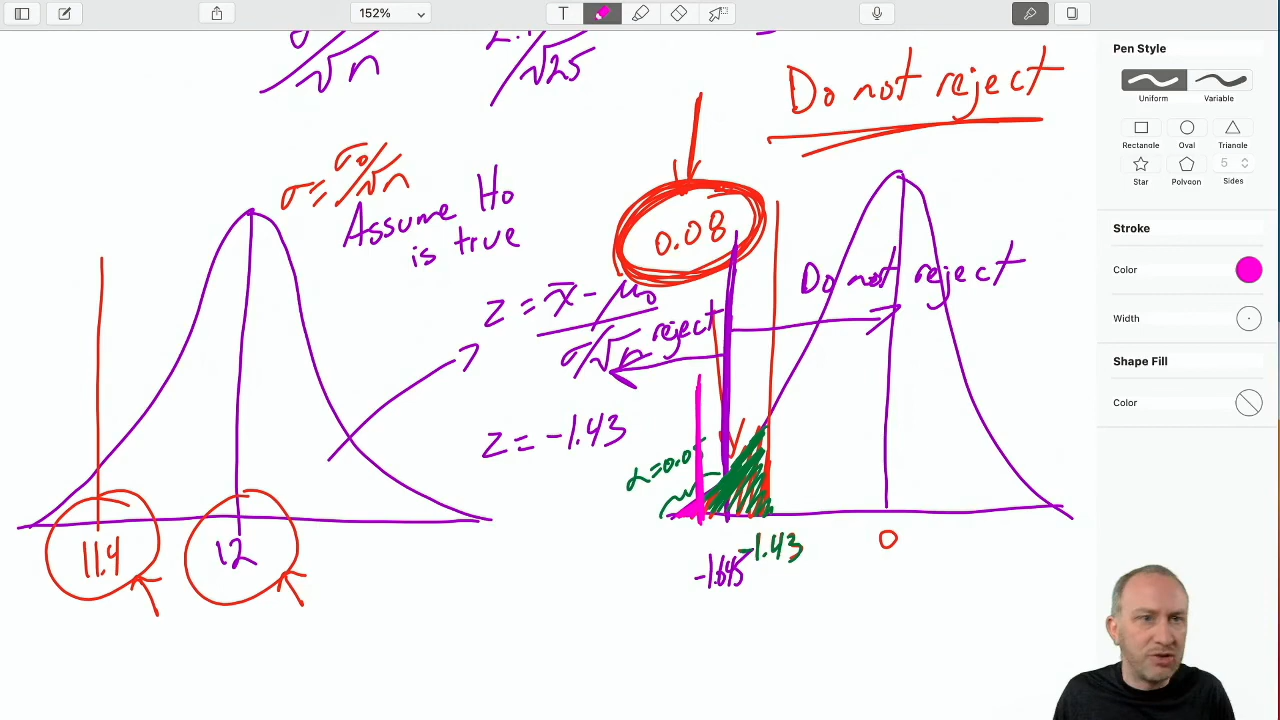 152%
T
Pen Style
Uniform
Variable
Rectangle
Oval
Triangle
Star
Polygon
5
Sides
Stroke
Color
Width
Shape Fill
Color
√n
√25
Do not reject
σ = σ₀/√n
Assume Ho
is true
0.08
Do not reject
z = x̄ - μ₀
σ/√n
reject
z = -1.43
α=0.05
11.4
12
-1.645
-1.43
0